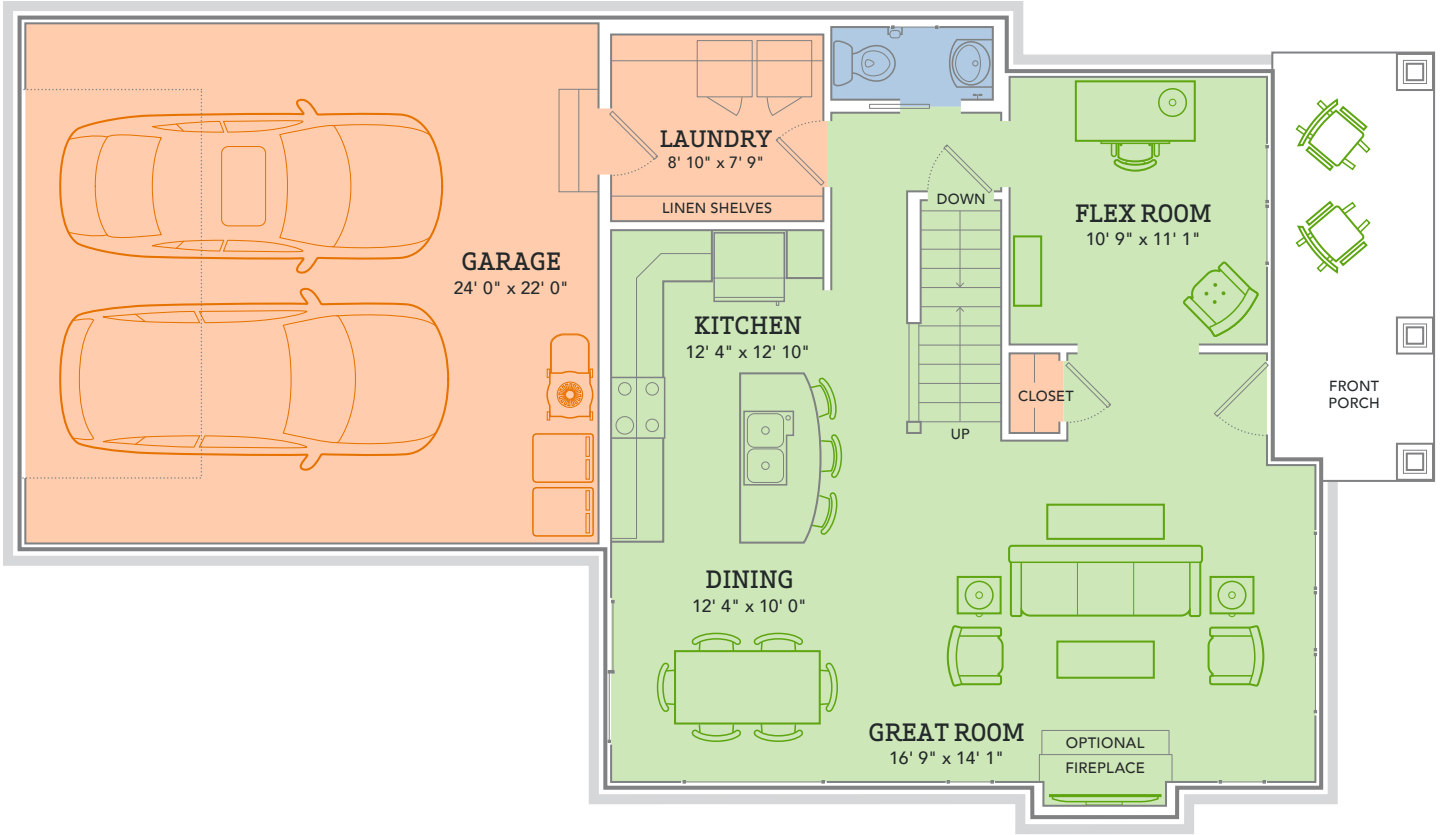 LAUNDRY
8' 10" x 7' 9"
LINEN SHELVES
GARAGE
24' 0" x 22' 0"
KITCHEN
12' 4" x 12' 10"
DOWN
UP
FLEX ROOM
10' 9" x 11' 1"
CLOSET
FRONT
PORCH
DINING
12' 4" x 10' 0"
GREAT ROOM
16' 9" x 14' 1"
OPTIONAL
FIREPLACE